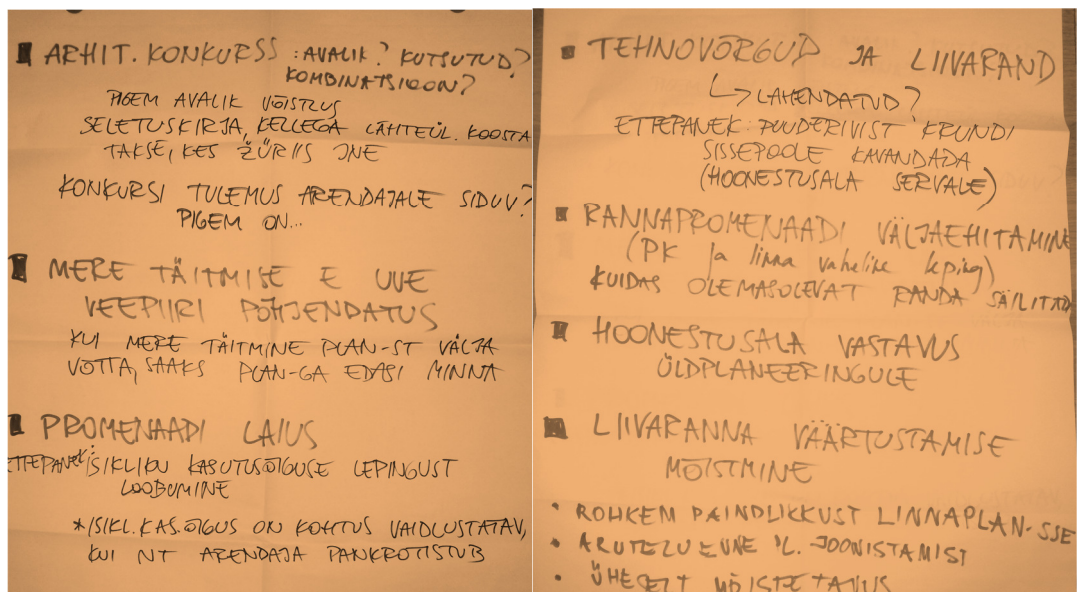 ARHIT. KONKURSS : AVALIK? KUTSUTUD?
KOMBINATSIOON?
PIGEM AVALIK VÕISTLUS
SELETUSKIRJA, KELLEGA LÄHTEÜL. KOOSTA
TAKSE, KES ŽÜRIIS JNE
KONKURSI TULEMUS ARENDAJALE SIDUV?
PIGEM ON...
MERE TÄITMISE E UUE
VEEPIIRI PÕHJENDATUS
KUI MERE TÄITMINE PLAN-ST VÄLJA
VÕTTA, SAAKS PLAN-GA EDASI MINNA
PROMENAADI LAIUS
ETTEPANEK: ISIKLIKU KASUTUSÕIGUSE LEPINGUST
LOOBUMINE
*ISIKL.KAS.ÕIGUS ON KOHTUS VAIDLUSTATAV,
KUI NT ARENDAJA PANKROTISTUB
TEHNOVÕRGUD JA LIIVARAND
↳ LAHENDATUD?
ETTEPANEK: PUUDERIVIST KRUNDI
SISSEPOOLE KAVANDADA
(HOONESTUSALA SERVALE)
RANNAPROMENAADI VÄLJAEHITAMINE
(PK ja linna vaheline leping)
KUIDAS OLEMASOLEVAT RANDA SÄILITADA
HOONESTUSALA VASTAVUS
ÜLDPLANEERINGULE
LIIVARANNA VÄÄRTUSTAMISE
MÕISTMINE
• ROHKEM PAINDLIKKUST LINNAPLAN-SSE
• ARUTELU ENNE JOONISTAMIST
• ÜHESELT MÕISTETAVUS